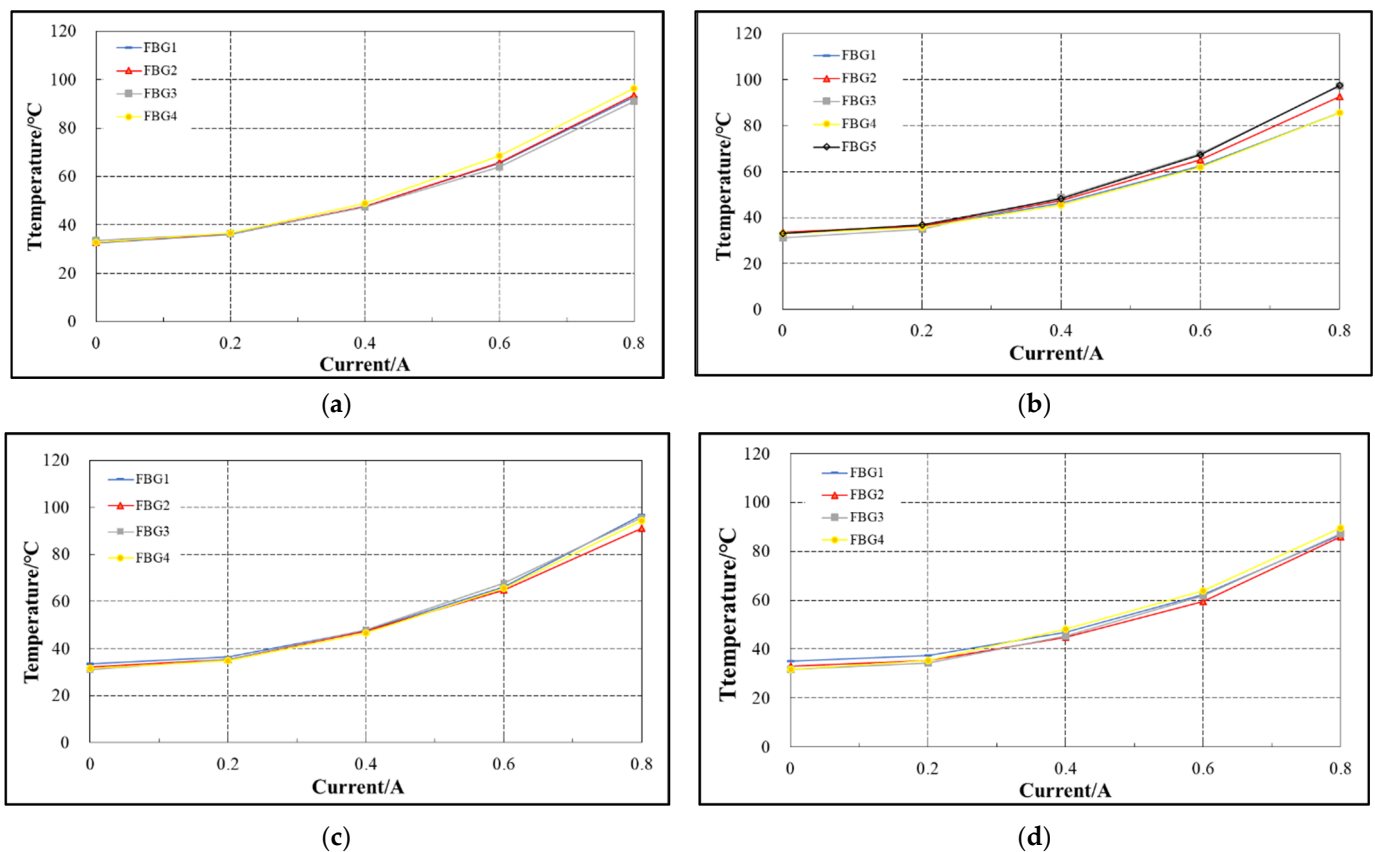 120
100
80
60
40
20
0
Ttemperature/°C
FBG1
FBG2
FBG3
FBG4
0 0.2 0.4 0.6 0.8
Current/A
(a)
120
100
80
60
40
20
0
Ttemperature/°C
FBG1
FBG2
FBG3
FBG4
FBG5
0 0.2 0.4 0.6 0.8
Current/A
(b)
120
100
80
60
40
20
0
Temperature/°C
FBG1
FBG2
FBG3
FBG4
0 0.2 0.4 0.6 0.8
Current/A
(c)
120
100
80
60
40
20
0
Ttemperature/°C
FBG1
FBG2
FBG3
FBG4
0 0.2 0.4 0.6 0.8
Current/A
(d)